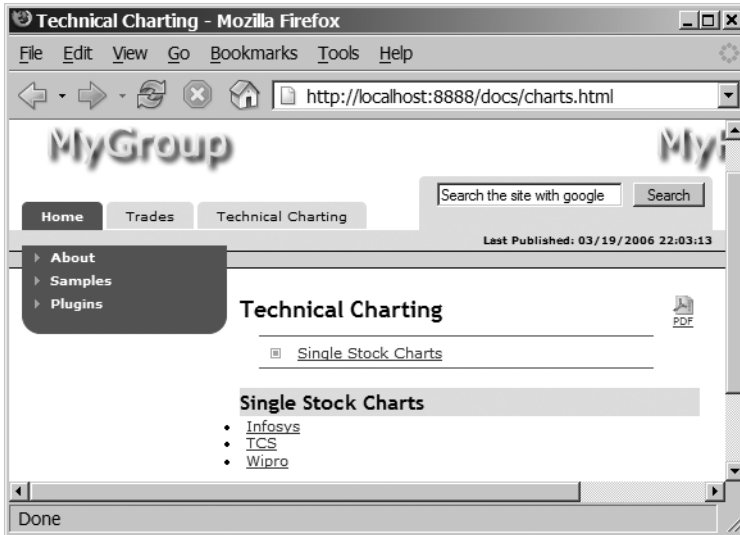 Technical Charting - Mozilla Firefox
File Edit View Go Bookmarks Tools Help
http://localhost:8888/docs/charts.html
MyGroup
Search the site with google Search
Home Trades Technical Charting
Last Published: 03/19/2006 22:03:13
About
Samples
Plugins
Technical Charting
PDF
Single Stock Charts
Single Stock Charts
Infosys
TCS
Wipro
Done